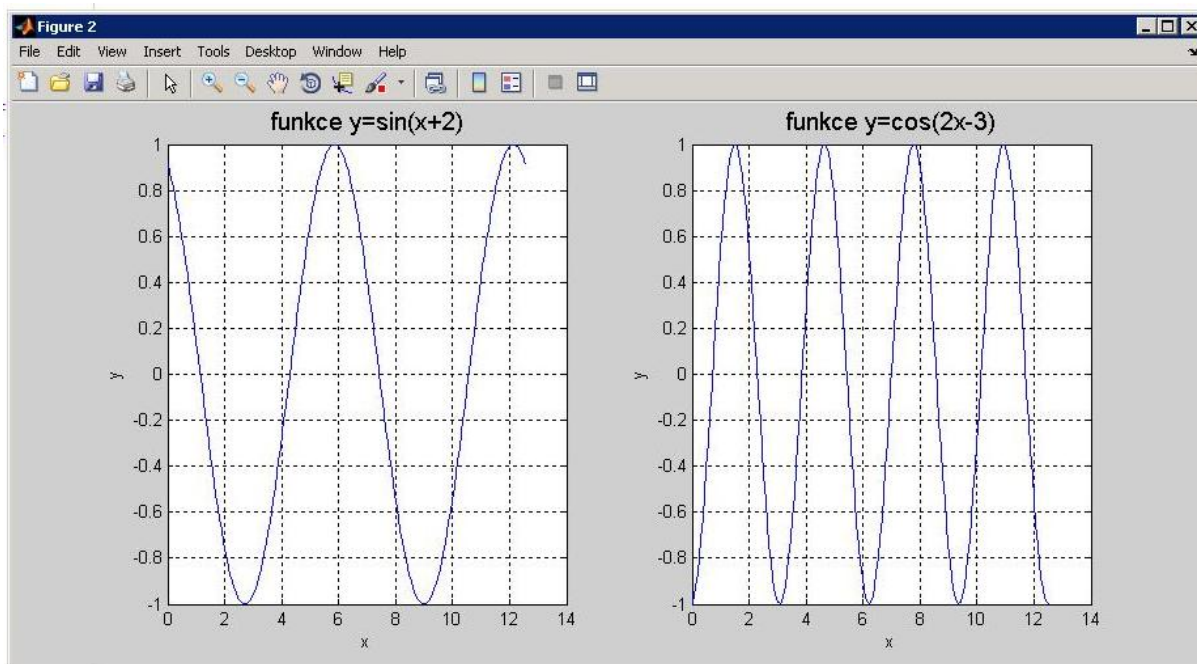 Figure 2
File Edit View Insert Tools Desktop Window Help
funkce y=sin(x+2)
1
0.8
0.6
0.4
0.2
0
-0.2
-0.4
-0.6
-0.8
-1
y
0 2 4 6 8 10 12 14
x
funkce y=cos(2x-3)
1
0.8
0.6
0.4
0.2
0
-0.2
-0.4
-0.6
-0.8
-1
y
0 2 4 6 8 10 12 14
x